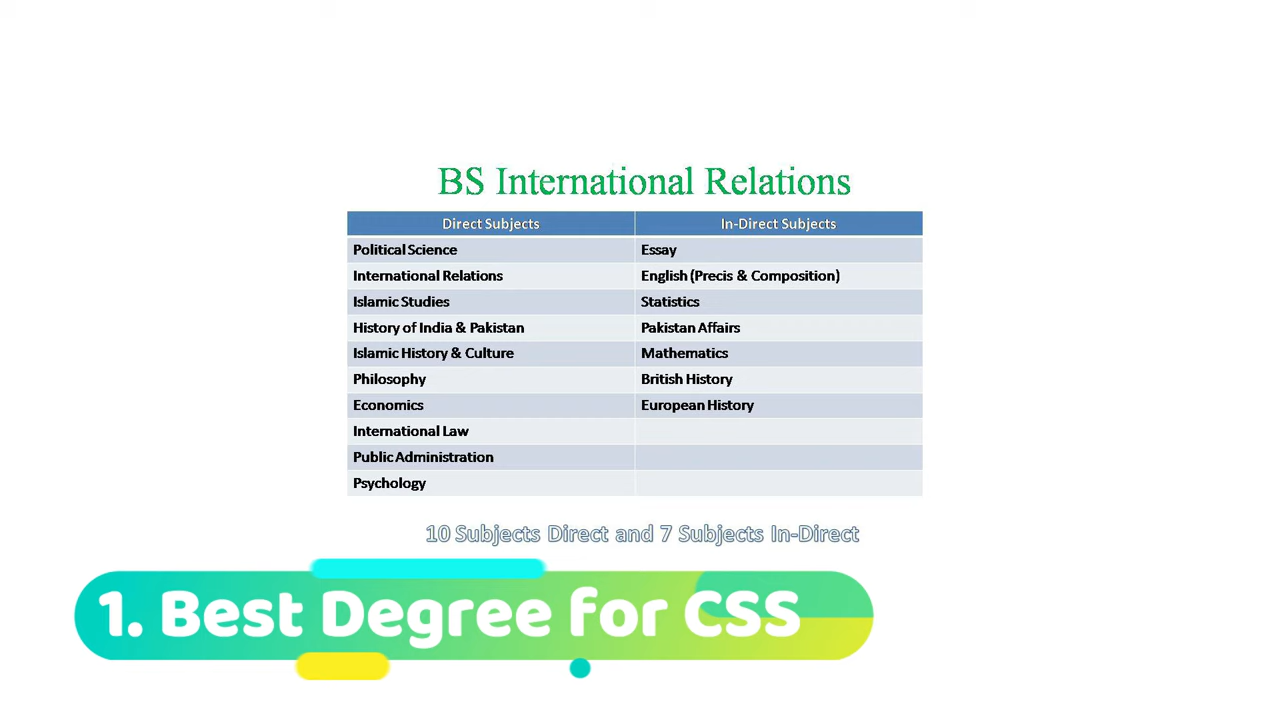 BS International Relations
Direct Subjects In-Direct Subjects
Political Science Essay
International Relations English (Precis & Composition)
Islamic Studies Statistics
History of India & Pakistan Pakistan Affairs
Islamic History & Culture Mathematics
Philosophy British History
Economics European History
International Law
Public Administration
Psychology
10 Subjects Direct and 7 Subjects In-Direct
1. Best Degree for CSS